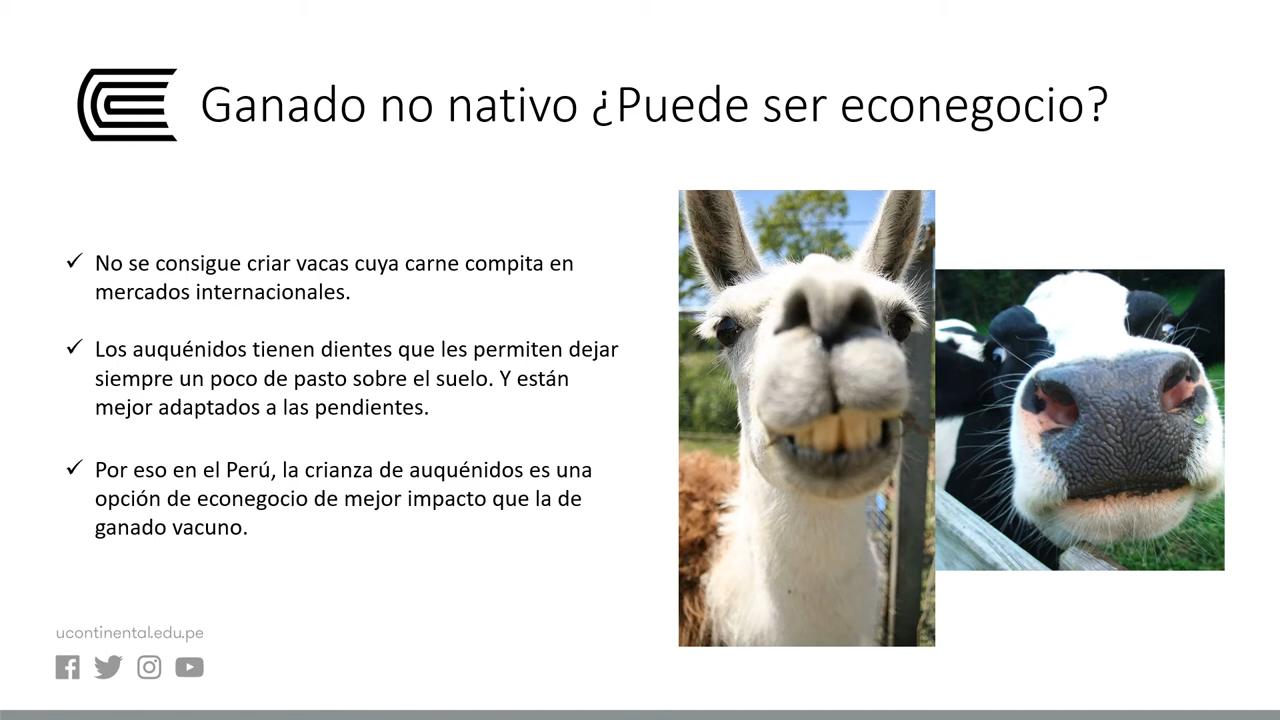 Ganado no nativo ¿Puede ser econegocio?
✓ No se consigue criar vacas cuya carne compita en
mercados internacionales.
✓ Los auquénidos tienen dientes que les permiten dejar
siempre un poco de pasto sobre el suelo. Y están
mejor adaptados a las pendientes.
✓ Por eso en el Perú, la crianza de auquénidos es una
opción de econegocio de mejor impacto que la de
ganado vacuno.
ucontinental.edu.pe